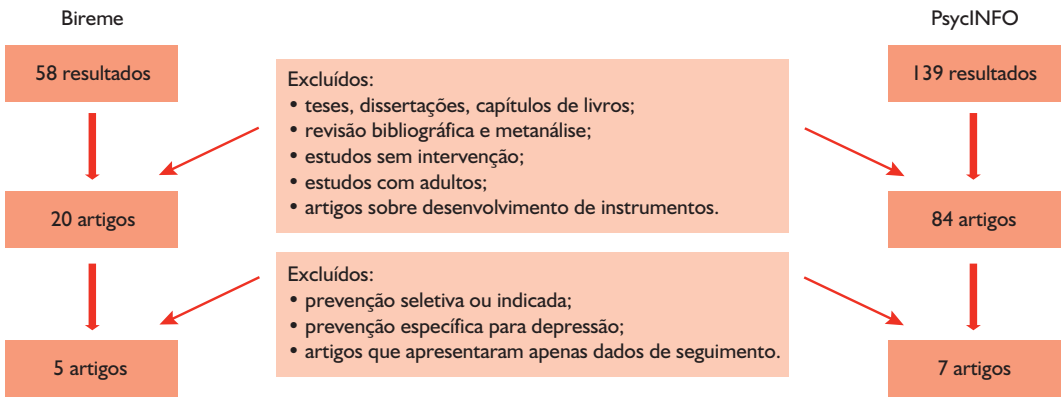 Bireme
PsycINFO
58 resultados
139 resultados
Excluídos:
• teses, dissertações, capítulos de livros;
• revisão bibliográfica e metanálise;
• estudos sem intervenção;
• estudos com adultos;
• artigos sobre desenvolvimento de instrumentos.
20 artigos
84 artigos
Excluídos:
• prevenção seletiva ou indicada;
• prevenção específica para depressão;
• artigos que apresentaram apenas dados de seguimento.
5 artigos
7 artigos